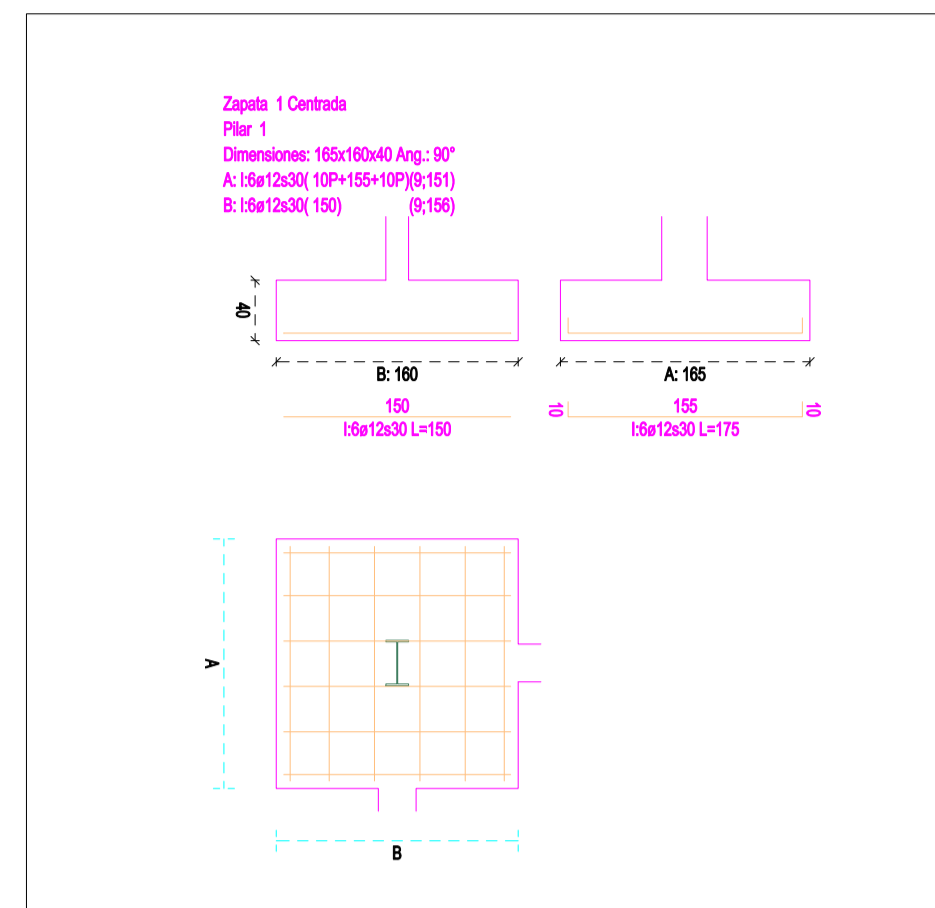 Zapata 1 Centrada
Pilar 1
Dimensiones: 165x160x40 Ang.: 90°
A: I:6ø12s30( 10P+155+10P)(9;151)
B: I:6ø12s30( 150) (9;156)
40
B: 160
A: 165
150
I:6ø12s30 L=150
10
155
10
I:6ø12s30 L=175
A
B